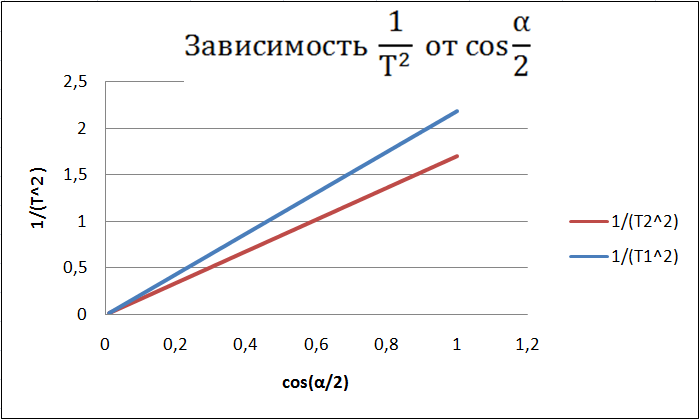 Зависимость 1/T² от cos α/2
2,5
2
1,5
1
0,5
0
1/(T^2 )
0 0,2 0,4 0,6 0,8 1 1,2
cos(α/2)
1/(T2^2)
1/(T1^2)